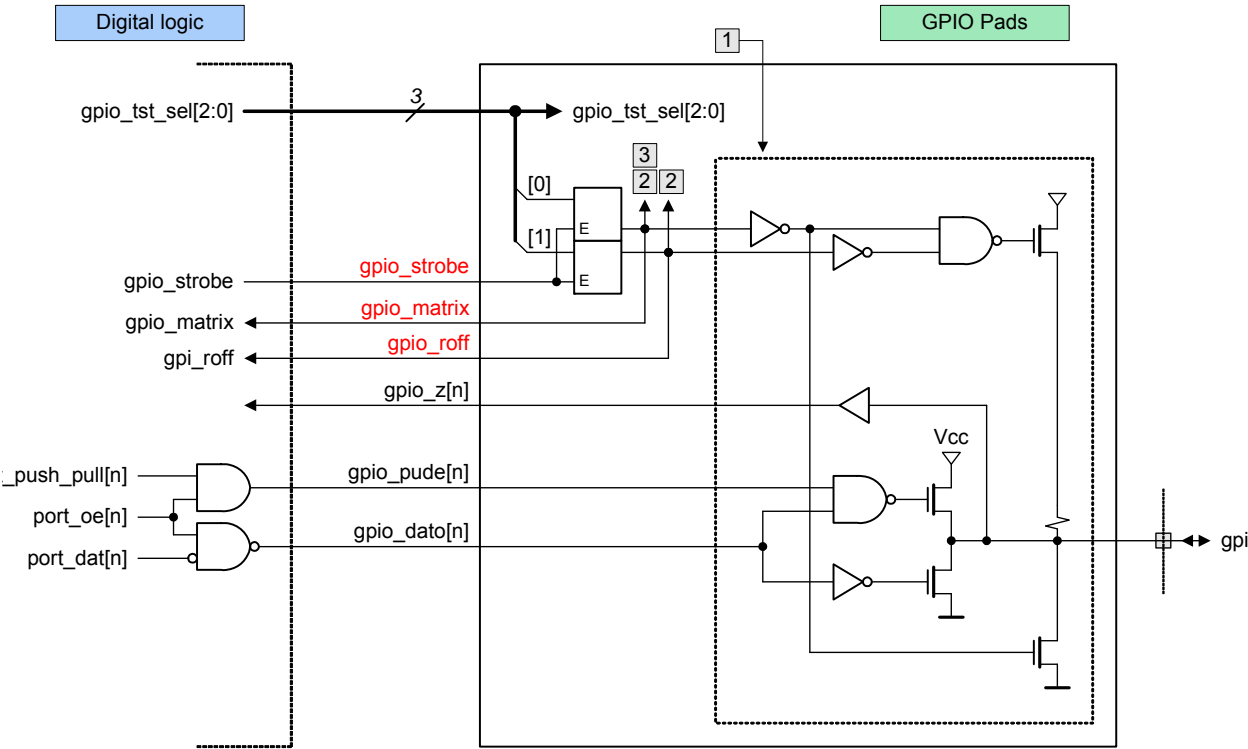 Digital logic
GPIO Pads
1
gpio_tst_sel[2:0]
3
gpio_tst_sel[2:0]
3
[0]
2
2
E
[1]
E
gpio_strobe
gpio_strobe
gpio_matrix
gpio_matrix
gpio_roff
gpi_roff
gpio_z[n]
Vcc
_push_pull[n]
gpio_pude[n]
port_oe[n]
gpio_dato[n]
gpi
port_dat[n]